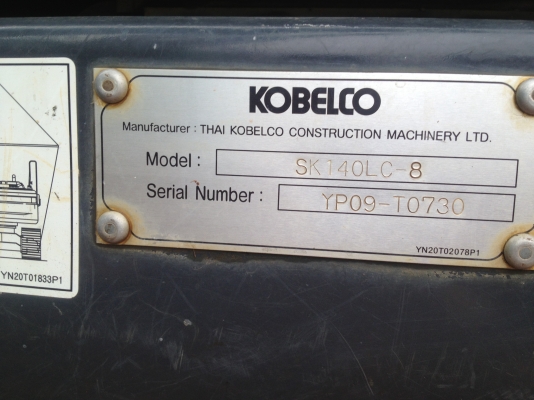 KOBELCO
Manufacturer : THAI KOBELCO CONSTRUCTION MACHINERY LTD.
Model : SK140LC-8
Serial Number : YP09-T0730
YN20T02078P1
YN20T01833P1